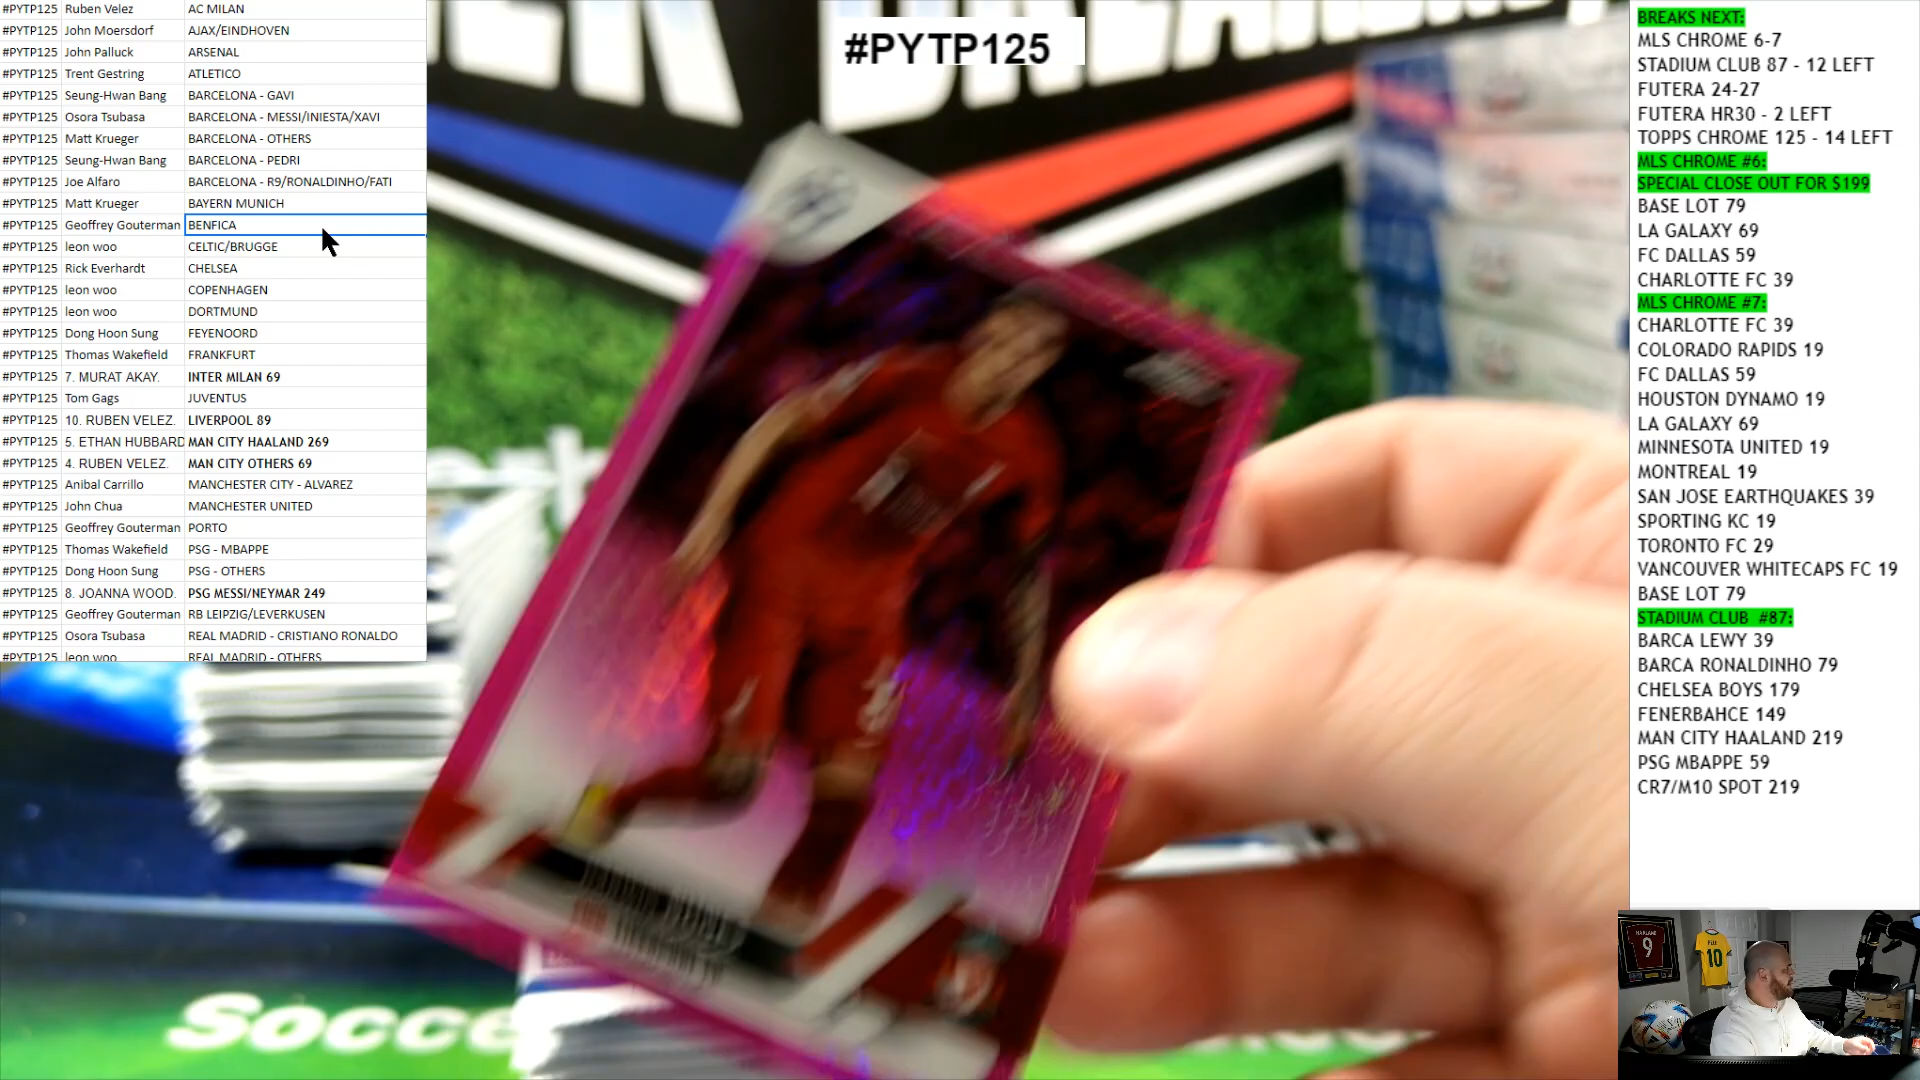 #PYTP125 Ruben Velez AC MILAN
#PYTP125 John Moersdorf AJAX/EINDHOVEN
#PYTP125 John Palluck ARSENAL
#PYTP125 Trent Gestring ATLETICO
#PYTP125 Seung-Hwan Bang BARCELONA - GAVI
#PYTP125 Osora Tsubasa BARCELONA - MESSI/INIESTA/XAVI
#PYTP125 Matt Krueger BARCELONA - OTHERS
#PYTP125 Seung-Hwan Bang BARCELONA - PEDRI
#PYTP125 Joe Alfaro BARCELONA - R9/RONALDINHO/FATI
#PYTP125 Matt Krueger BAYERN MUNICH
#PYTP125 Geoffrey Gouterman BENFICA
#PYTP125 leon woo CELTIC/BRUGGE
#PYTP125 Rick Everhardt CHELSEA
#PYTP125 leon woo COPENHAGEN
#PYTP125 leon woo DORTMUND
#PYTP125 Dong Hoon Sung FEYENOORD
#PYTP125 Thomas Wakefield FRANKFURT
#PYTP125 7. MURAT AKAY. INTER MILAN 69
#PYTP125 Tom Gags JUVENTUS
#PYTP125 10. RUBEN VELEZ. LIVERPOOL 89
#PYTP125 5. ETHAN HUBBARD MAN CITY HAALAND 269
#PYTP125 4. RUBEN VELEZ. MAN CITY OTHERS 69
#PYTP125 Anibal Carrillo MANCHESTER CITY - ALVAREZ
#PYTP125 John Chua MANCHESTER UNITED
#PYTP125 Geoffrey Gouterman PORTO
#PYTP125 Thomas Wakefield PSG - MBAPPE
#PYTP125 Dong Hoon Sung PSG - OTHERS
#PYTP125 8. JOANNA WOOD. PSG MESSI/NEYMAR 249
#PYTP125 Geoffrey Gouterman RB LEIPZIG/LEVERKUSEN
#PYTP125 Osora Tsubasa REAL MADRID - CRISTIANO RONALDO
#PYTP125 leon woo REAL MADRID - OTHERS
#PYTP125
Socce
BREAKS NEXT:
MLS CHROME 6-7
STADIUM CLUB 87 - 12 LEFT
FUTERA 24-27
FUTERA HR30 - 2 LEFT
TOPPS CHROME 125 - 14 LEFT
MLS CHROME #6:
SPECIAL CLOSE OUT FOR $199
BASE LOT 79
LA GALAXY 69
FC DALLAS 59
CHARLOTTE FC 39
MLS CHROME #7:
CHARLOTTE FC 39
COLORADO RAPIDS 19
FC DALLAS 59
HOUSTON DYNAMO 19
LA GALAXY 69
MINNESOTA UNITED 19
MONTREAL 19
SAN JOSE EARTHQUAKES 39
SPORTING KC 19
TORONTO FC 29
VANCOUVER WHITECAPS FC 19
BASE LOT 79
STADIUM CLUB #87:
BARCA LEWY 39
BARCA RONALDINHO 79
CHELSEA BOYS 179
FENERBAHCE 149
MAN CITY HAALAND 219
PSG MBAPPE 59
CR7/M10 SPOT 219
9
10